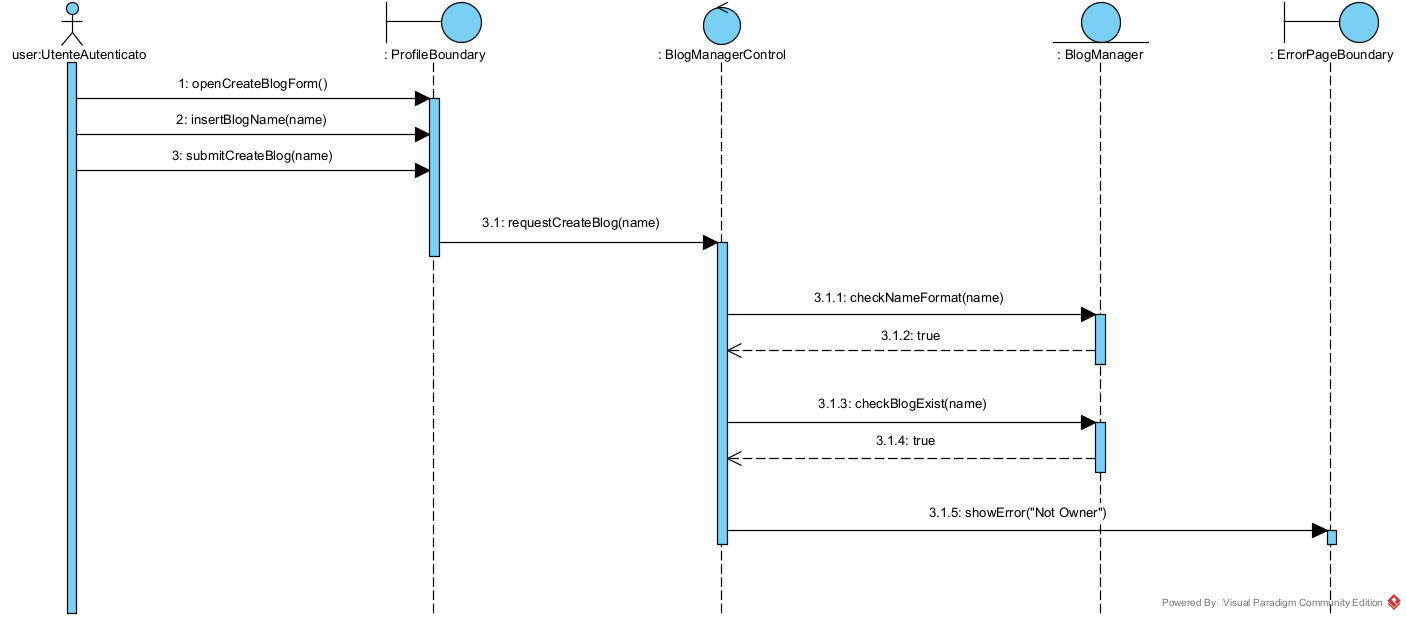 user:UtenteAutenticato
: ProfileBoundary
: BlogManagerControl
: BlogManager
: ErrorPageBoundary
1: openCreateBlogForm()
2: insertBlogName(name)
3: submitCreateBlog(name)
3.1: requestCreateBlog(name)
3.1.1: checkNameFormat(name)
3.1.2: true
3.1.3: checkBlogExist(name)
3.1.4: true
3.1.5: showError("Not Owner")
Powered By Visual Paradigm Community Edition